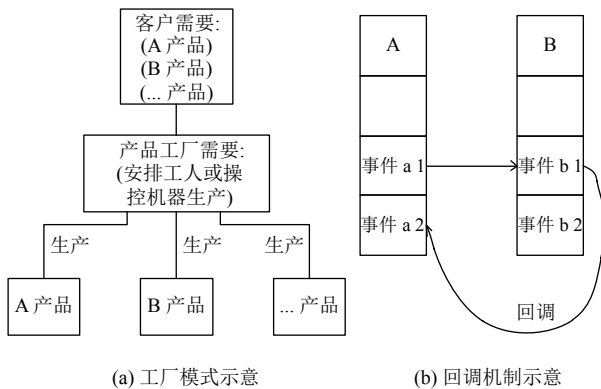 客户需要:
(A 产品)
(B 产品)
(... 产品)
产品工厂需要:
(安排工人或操
控机器生产)
生产
生产
生产
A 产品
B 产品
... 产品
(a) 工厂模式示意
A
B
事件 a 1
事件 b 1
事件 a 2
事件 b 2
回调
(b) 回调机制示意